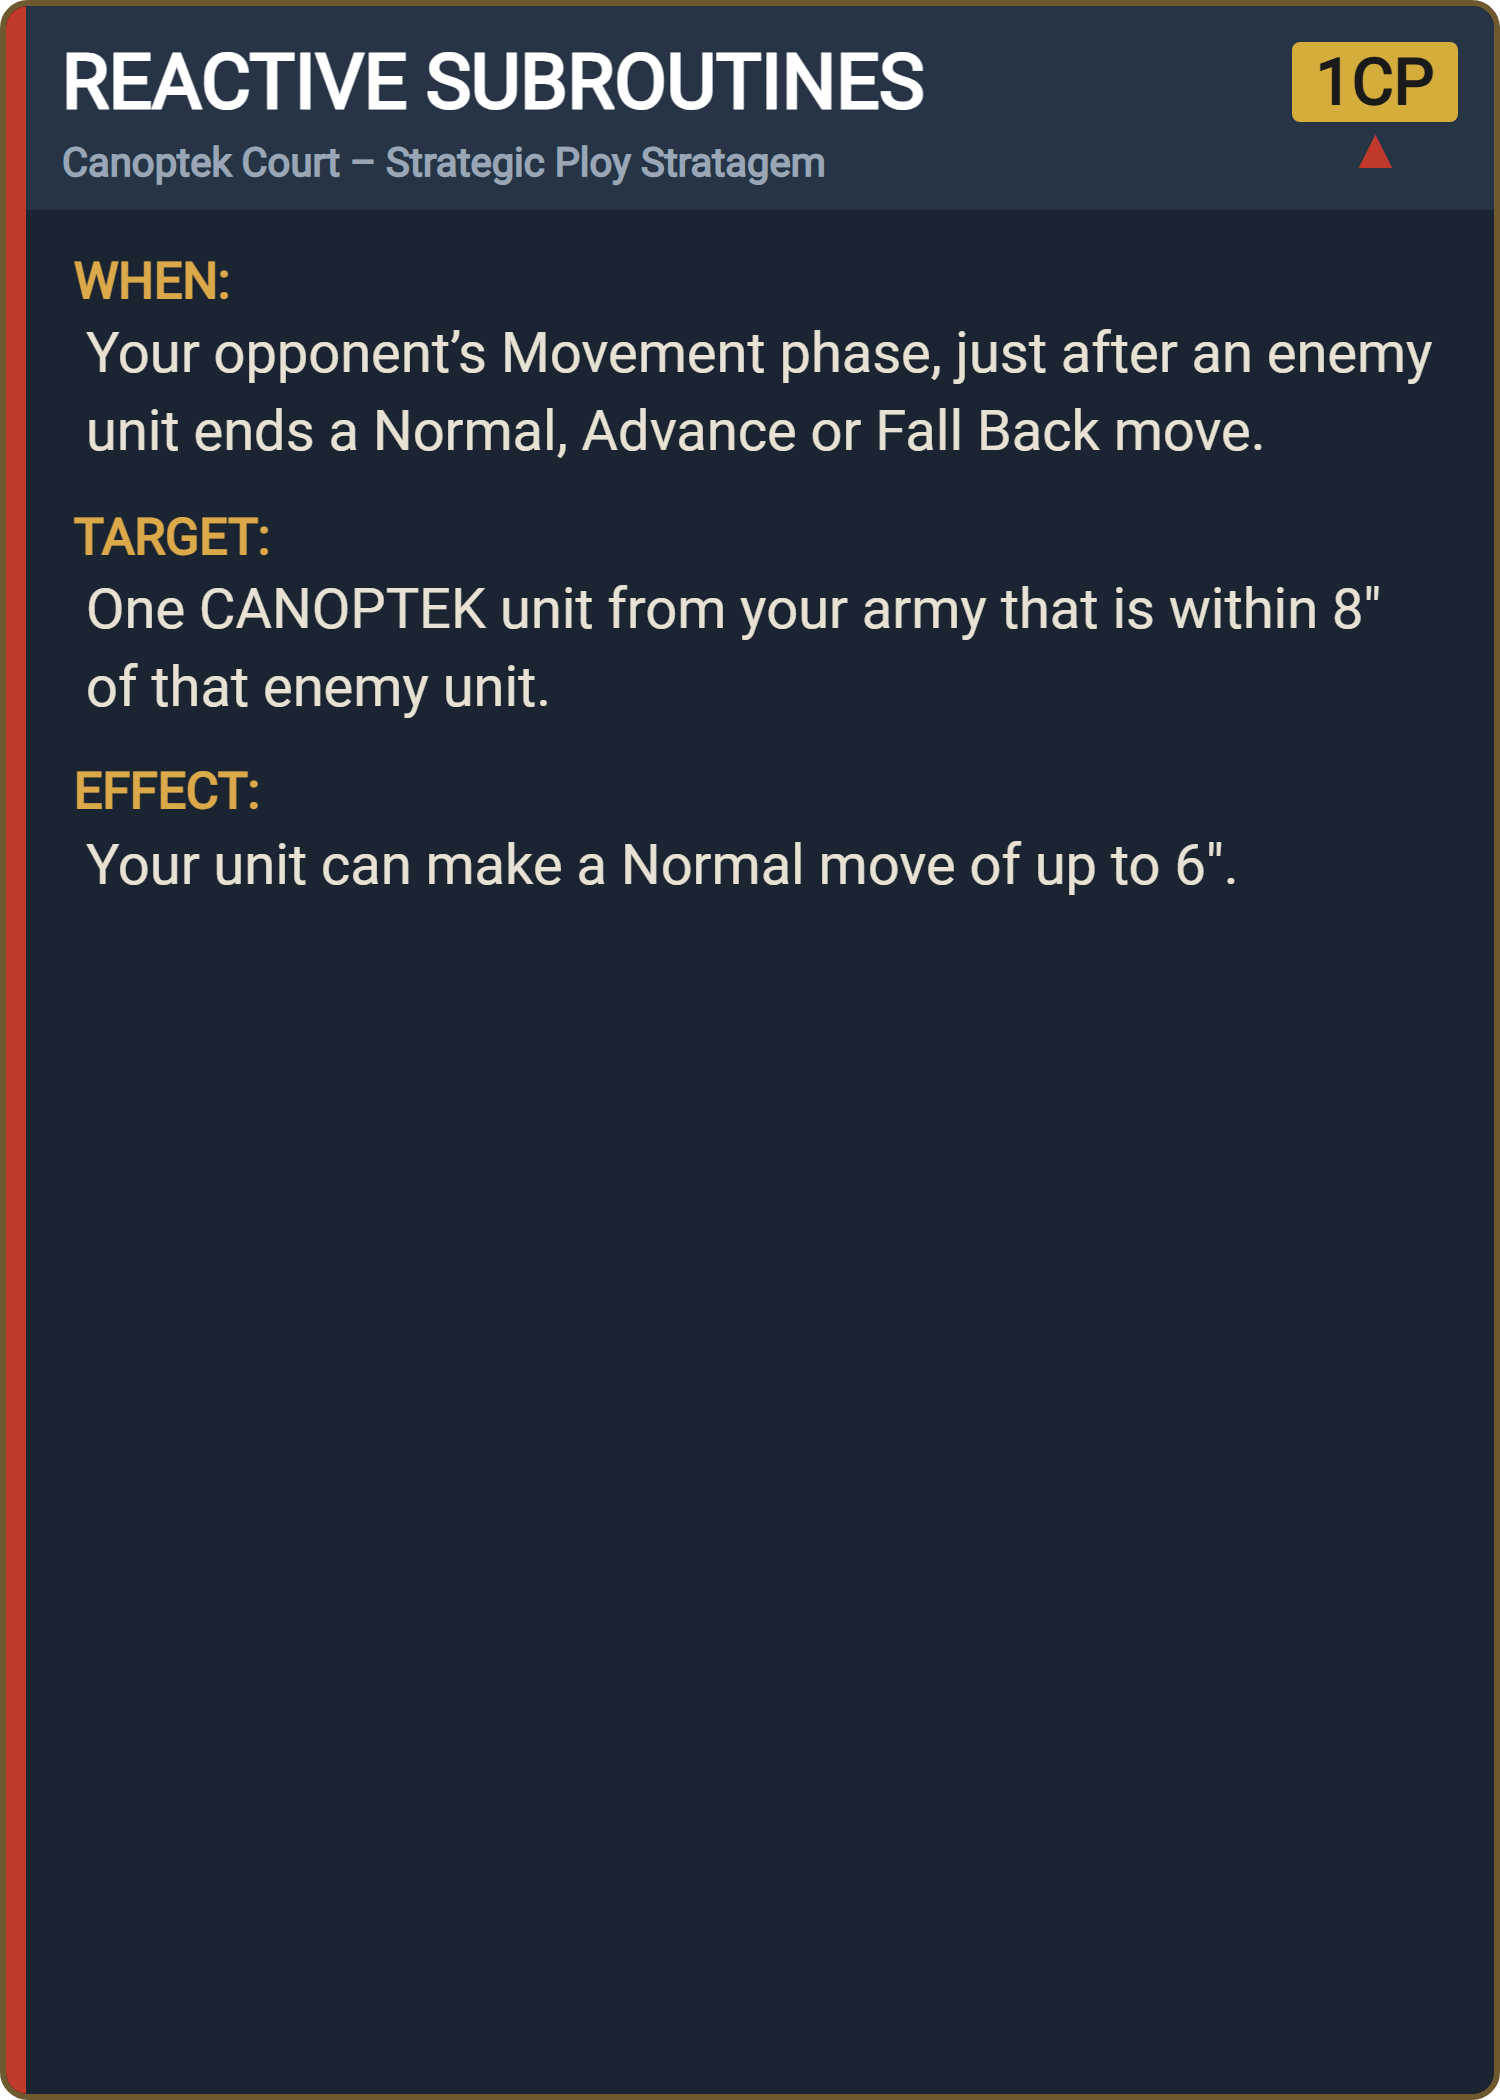 REACTIVE SUBROUTINES
1CP
Canoptek Court – Strategic Ploy Stratagem
WHEN:
Your opponent’s Movement phase, just after an enemy
unit ends a Normal, Advance or Fall Back move.
TARGET:
One CANOPTEK unit from your army that is within 8"
of that enemy unit.
EFFECT:
Your unit can make a Normal move of up to 6".